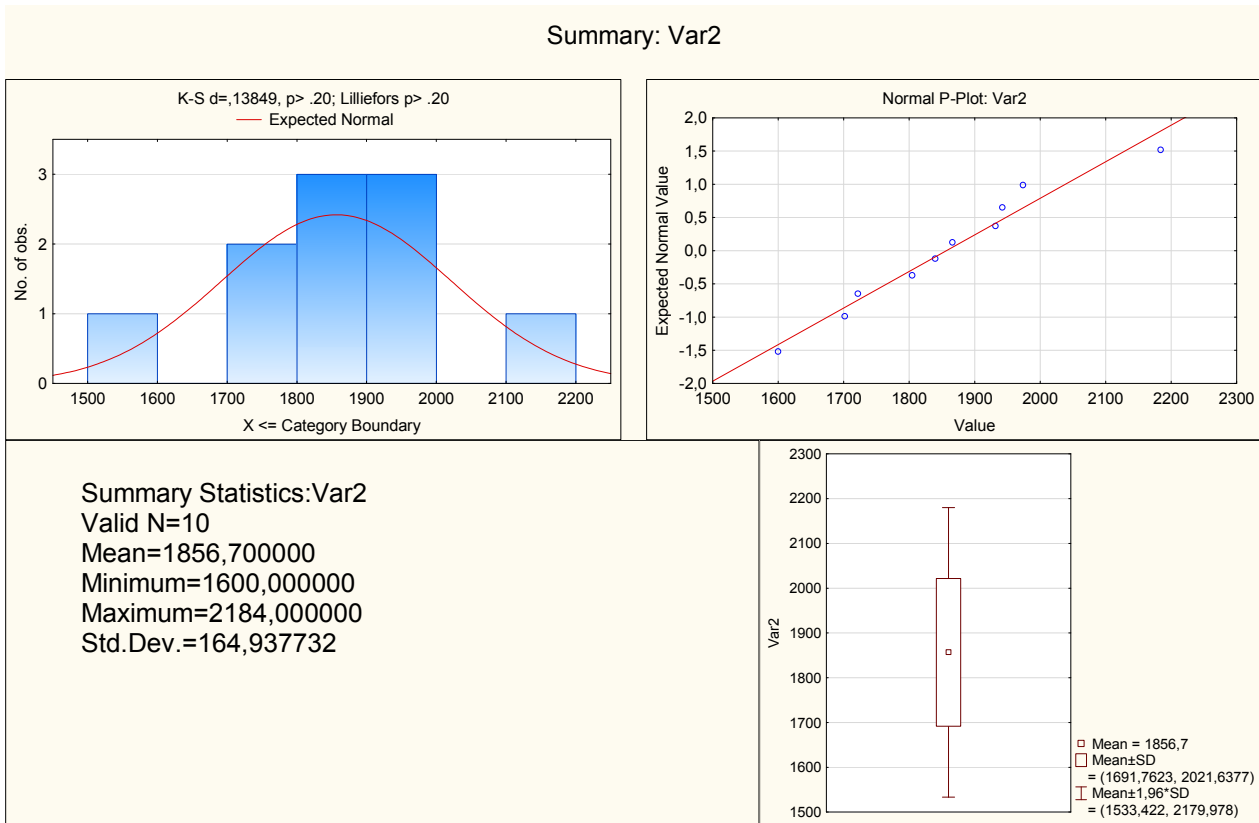 Summary: Var2
K-S d=,13849, p> .20; Lilliefors p> .20
Expected Normal
No. of obs.
3
2
1
0
1500 1600 1700 1800 1900 2000 2100 2200
X <= Category Boundary
Normal P-Plot: Var2
Expected Normal Value
2,0
1,5
1,0
0,5
0,0
-0,5
-1,0
-1,5
-2,0
1500 1600 1700 1800 1900 2000 2100 2200 2300
Value
Summary Statistics:Var2
Valid N=10
Mean=1856,700000
Minimum=1600,000000
Maximum=2184,000000
Std.Dev.=164,937732
Var2
2300
2200
2100
2000
1900
1800
1700
1600
1500
Mean = 1856,7
Mean±SD
= (1691,7623, 2021,6377)
Mean±1,96*SD
= (1533,422, 2179,978)